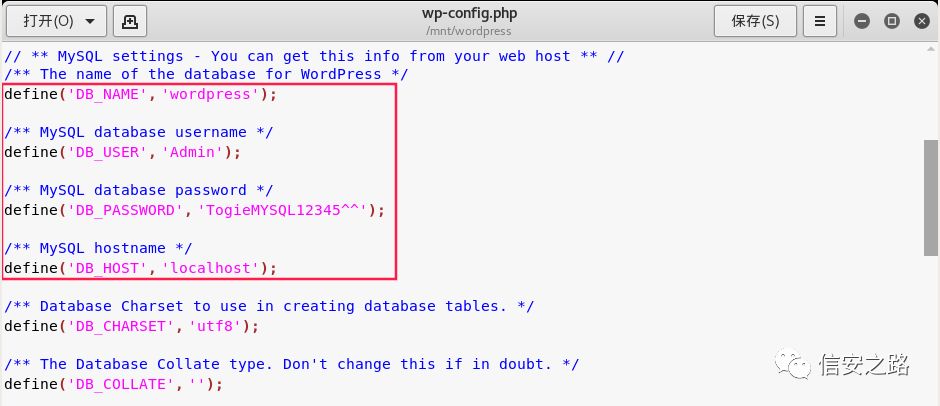 打开(O)
wp-config.php
/mnt/wordpress
保存(S)
// ** MySQL settings - You can get this info from your web host ** //
/** The name of the database for WordPress */
define('DB_NAME', 'wordpress');
/** MySQL database username */
define('DB_USER', 'Admin');
/** MySQL database password */
define('DB_PASSWORD', 'TogieMYSQL12345^^');
/** MySQL hostname */
define('DB_HOST', 'localhost');
/** Database Charset to use in creating database tables. */
define('DB_CHARSET', 'utf8');
/** The Database Collate type. Don't change this if in doubt. */
define('DB_COLLATE', '');
信安之路